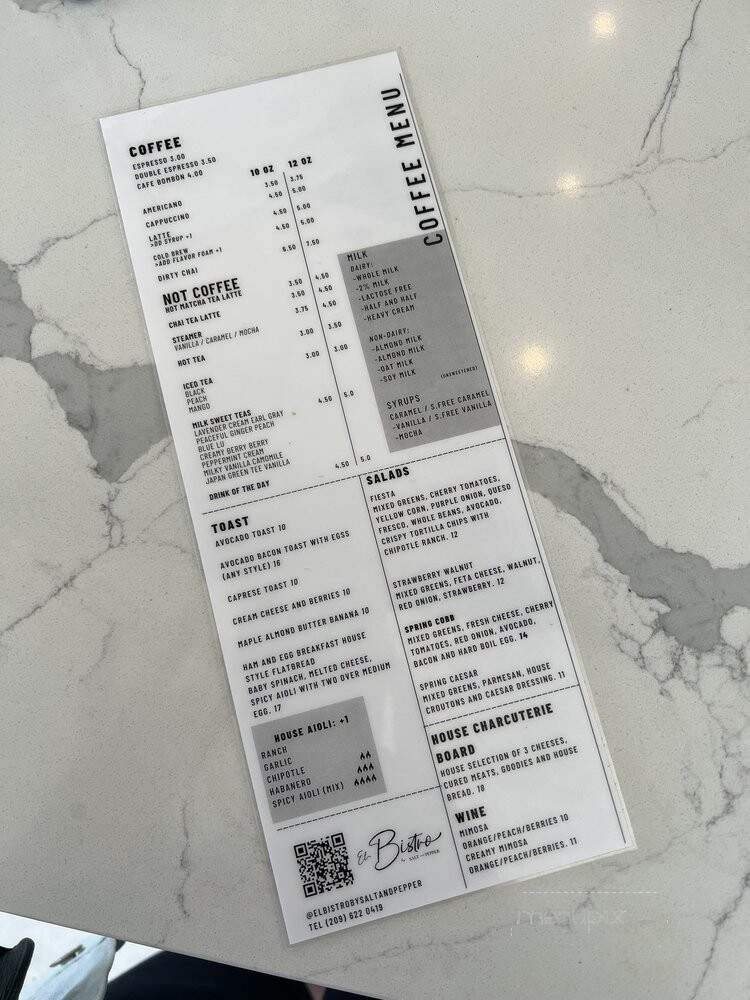 COFFEE MENU
COFFEE
ESPRESSO 3.00
DOUBLE ESPRESSO 3.50
CAFE BOMBÒN 4.00
10 OZ 12 OZ
AMERICANO 3.50 3.75
CAPPUCCINO 4.50 5.00
LATTE 4.50 5.00
>DD SYRUP +1
COLD BREW 4.50 5.00
>ADD FLAVOR FOAM +1
DIRTY CHAI 6.50 7.50
NOT COFFEE
HOT MATCHA TEA LATTE 3.50 4.50
CHAI TEA LATTE 3.50 4.50
STEAMER 3.75 4.50
VANILLA / CARAMEL / MOCHA
HOT TEA 3.00 3.50
ICED TEA 3.00 3.00
BLACK
PEACH
MANGO
MILK SWEET TEAS 4.50 5.0
LAVENDER CREAM EARL GRAY
PEACEFUL GINGER PEACH
BLUE LU
CREAMY BERRY BERRY
PEPPERMINT CREAM
MILKY VANILLA CAMOMILE
JAPAN GREEN TEE VANILLA
DRINK OF THE DAY 4.50 5.0
MILK
DAIRY:
-WHOLE MILK
-2% MILK
-LACTOSE FREE
-HALF AND HALF
-HEAVY CREAM
NON-DAIRY:
-ALMOND MILK
-ALMOND MILK
-OAT MILK
-SOY MILK (UNSWEETENED)
SYRUPS
CARAMEL / S.FREE CARAMEL
-VANILLA / S.FREE VANILLA
-MOCHA
TOAST
AVOCADO TOAST 10
AVOCADO BACON TOAST WITH EGSS
(ANY STYLE) 16
CAPRESE TOAST 10
CREAM CHEESE AND BERRIES 10
MAPLE ALMOND BUTTER BANANA 10
HAM AND EGG BREAKFAST HOUSE
STYLE FLATBREAD
BABY SPINACH, MELTED CHEESE,
SPICY AIOLI WITH TWO OVER MEDIUM
EGG. 17
HOUSE AIOLI: +1
RANCH
GARLIC
CHIPOTLE
HABANERO
SPICY AIOLI (MIX)
SALADS
FIESTA
MIXED GREENS, CHERRY TOMATOES,
YELLOW CORN, PURPLE ONION, QUESO
FRESCO, WHOLE BEANS, AVOCADO,
CRISPY TORTILLA CHIPS WITH
CHIPOTLE RANCH. 12
STRAWBERRY WALNUT
MIXED GREENS, FETA CHEESE, WALNUT,
RED ONION, STRAWBERRY. 12
SPRING COBB
MIXED GREENS, FRESH CHEESE, CHERRY
TOMATOES, RED ONION, AVOCADO,
BACON AND HARD BOIL EGG. 14
SPRING CAESAR
MIXED GREENS, PARMESAN, HOUSE
CROUTONS AND CAESAR DRESSING. 11
HOUSE CHARCUTERIE
BOARD
HOUSE SELECTION OF 3 CHEESES,
CURED MEATS, GOODIES AND HOUSE
BREAD. 18
WINE
MIMOSA
ORANGE/PEACH/BERRIES 10
CREAMY MIMOSA
ORANGE/PEACH/BERRIES. 11
El Bistro
by SALT AND PEPPER
@ELBISTROBYSALTANDPEPPER
TEL (209) 622 0419